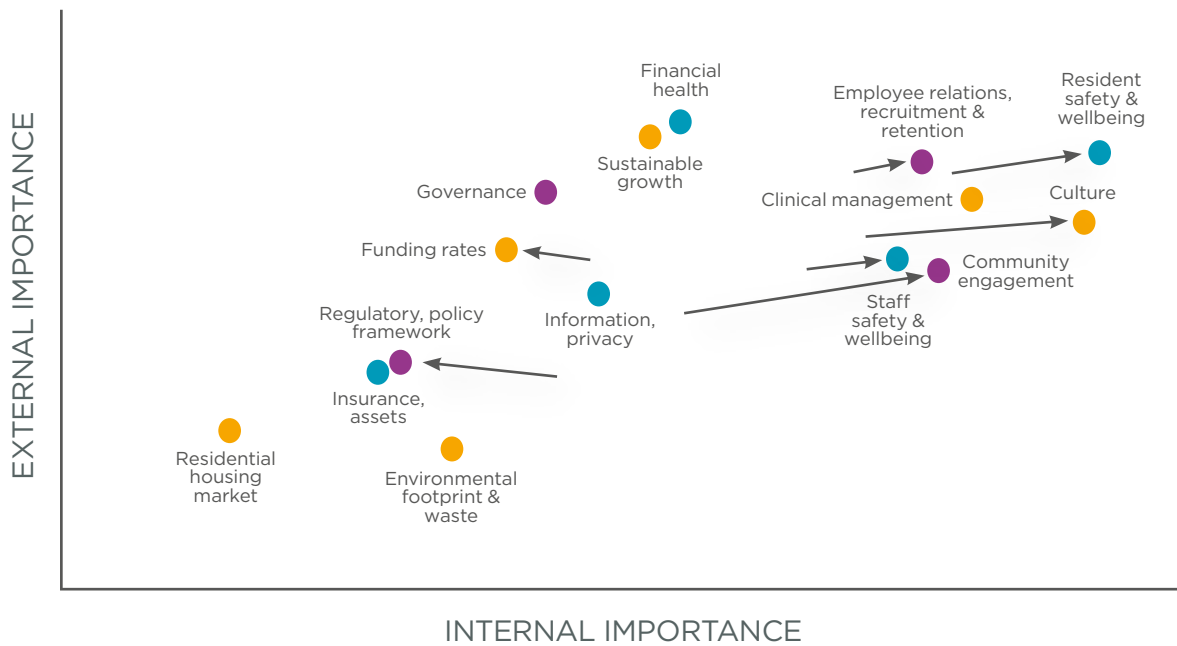 EXTERNAL IMPORTANCE
Financial
health
Employee relations,
recruitment &
retention
Resident
safety &
wellbeing
Sustainable
growth
Governance
Clinical management
Culture
Funding rates
Community
engagement
Information,
privacy
Staff
safety &
wellbeing
Regulatory, policy
framework
Insurance,
assets
Residential
housing
market
Environmental
footprint &
waste
INTERNAL IMPORTANCE